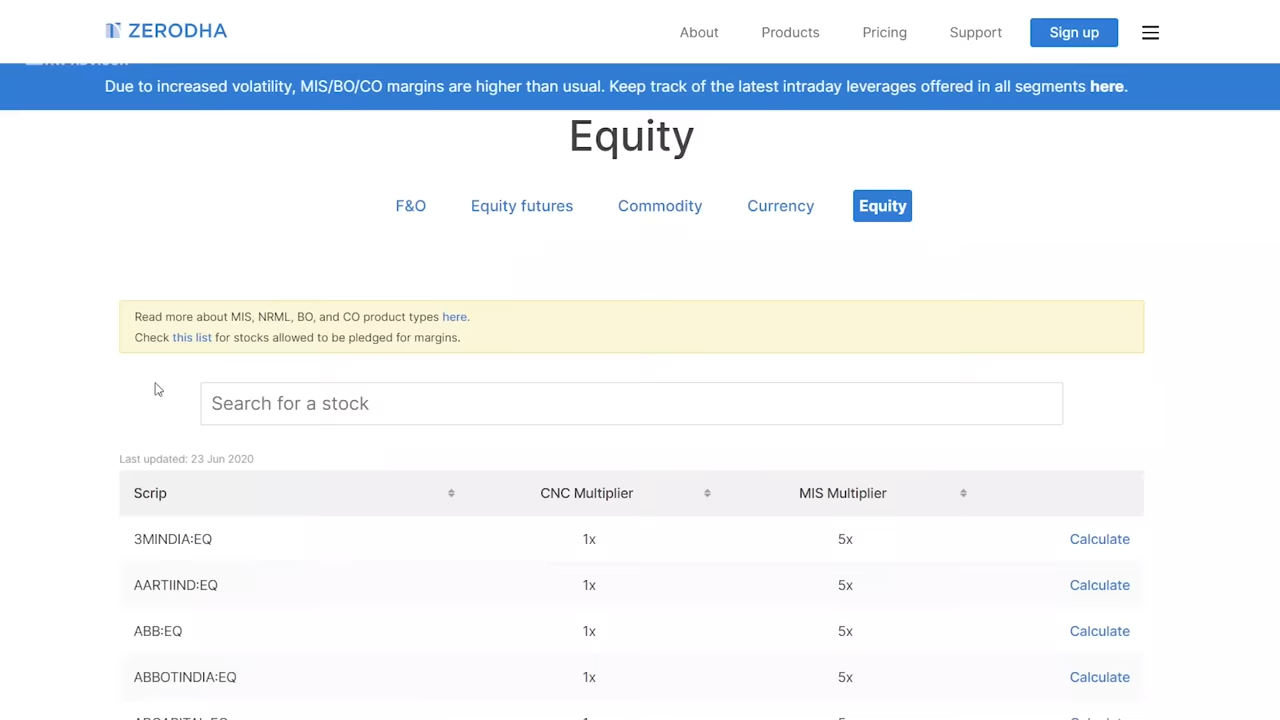 ZERODHA
About Products Pricing Support Sign up
Due to increased volatility, MIS/BO/CO margins are higher than usual. Keep track of the latest intraday leverages offered in all segments here.
Equity
F&O Equity futures Commodity Currency Equity
Read more about MIS, NRML, BO, and CO product types here.
Check this list for stocks allowed to be pledged for margins.
Search for a stock
Last updated: 23 Jun 2020
Scrip CNC Multiplier MIS Multiplier
3MINDIA:EQ 1x 5x Calculate
AARTIIND:EQ 1x 5x Calculate
ABB:EQ 1x 5x Calculate
ABBOTINDIA:EQ 1x 5x Calculate